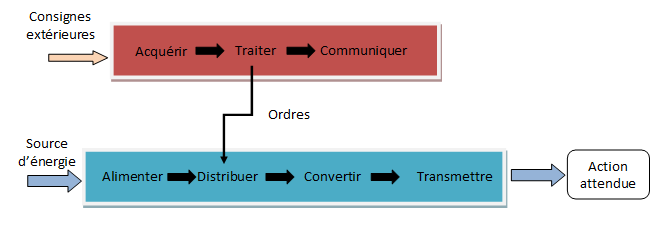 Consignes
extérieures
Acquérir Traiter Communiquer
Ordres
Source
d'énergie
Alimenter Distribuer Convertir Transmettre
Action
attendue